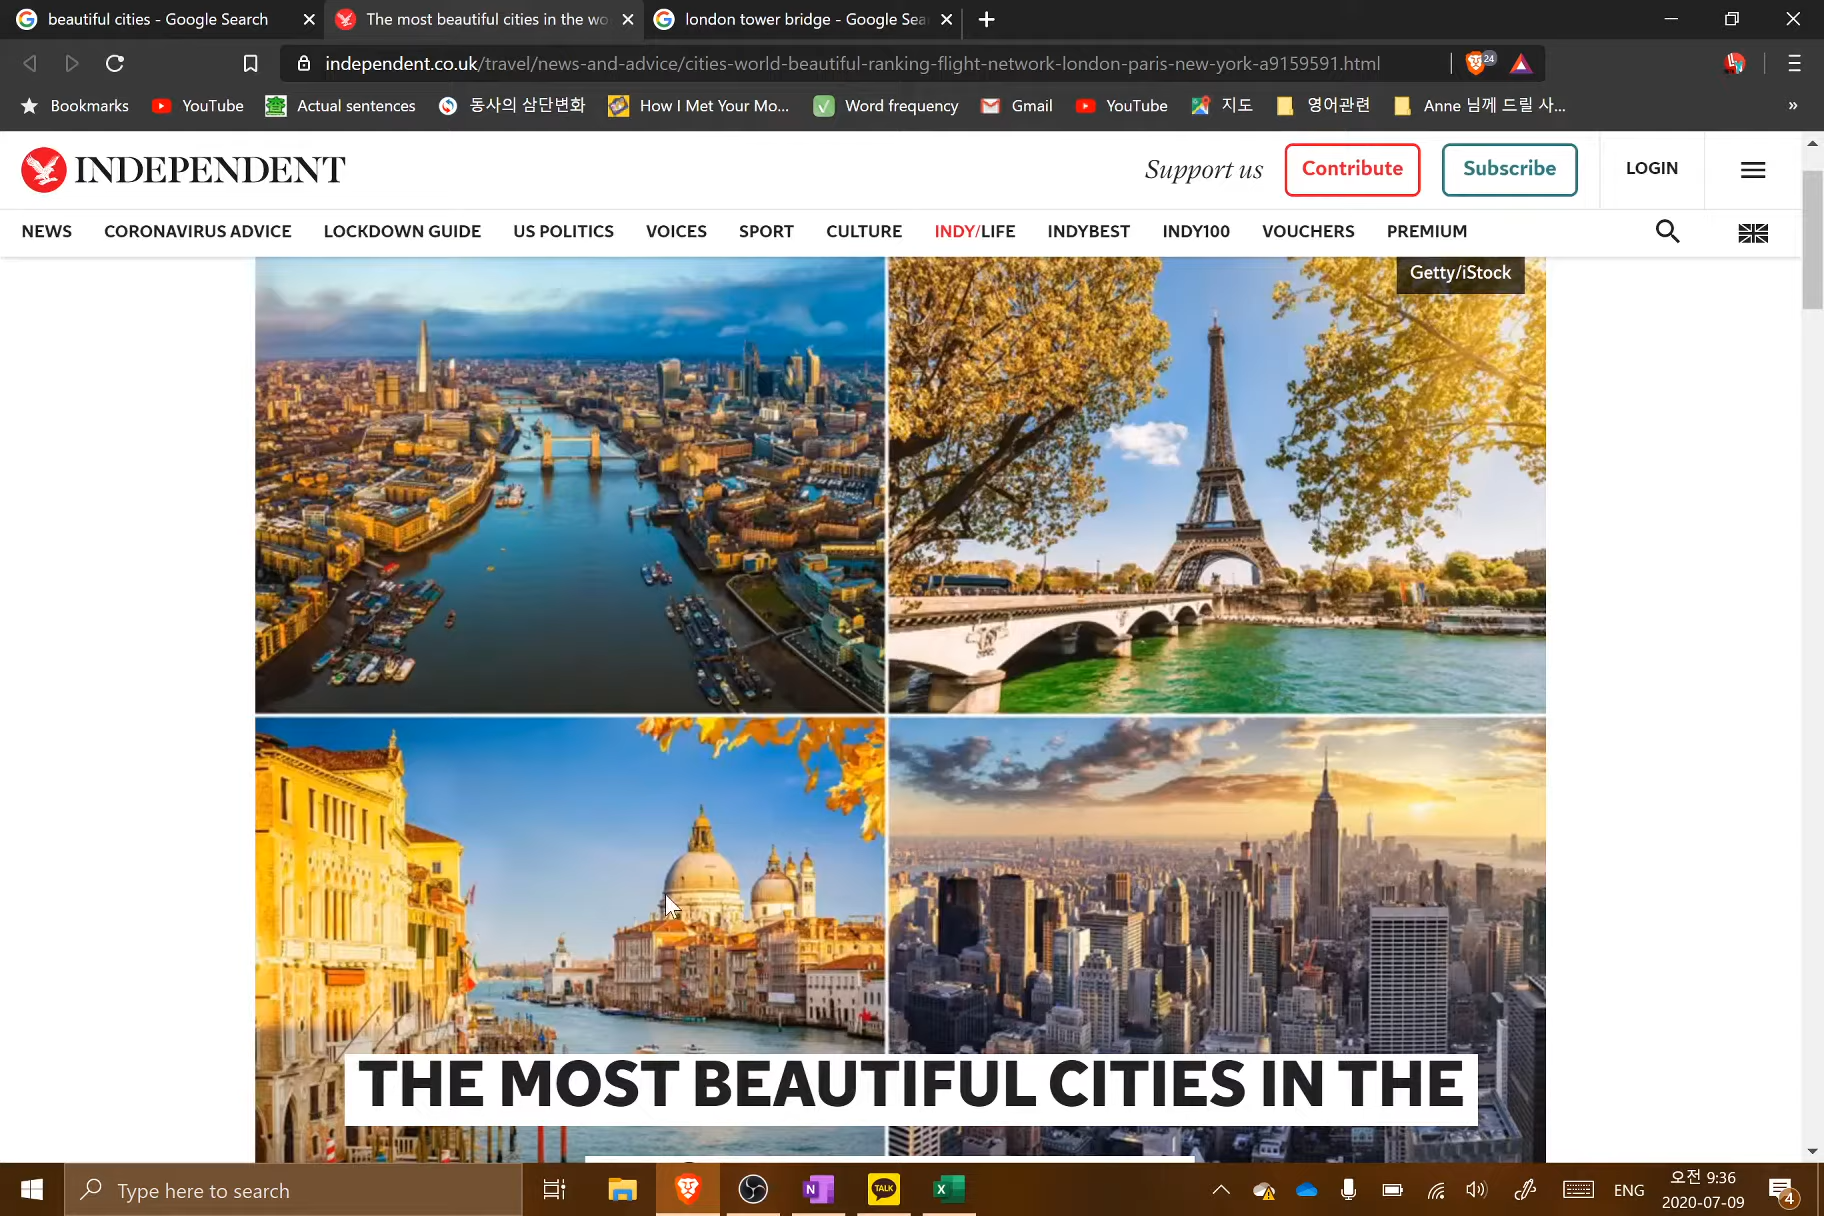 beautiful cities - Google Search
The most beautiful cities in the wo
london tower bridge - Google Sea
independent.co.uk/travel/news-and-advice/cities-world-beautiful-ranking-flight-network-london-paris-new-york-a9159591.html
24
Bookmarks YouTube Actual sentences 동사의 삼단변화 How I Met Your Mo... Word frequency Gmail YouTube 지도 영어관련 Anne 님께 드릴 사... »
INDEPENDENT
Support us Contribute Subscribe LOGIN
NEWS CORONAVIRUS ADVICE LOCKDOWN GUIDE US POLITICS VOICES SPORT CULTURE INDY/LIFE INDYBEST INDY100 VOUCHERS PREMIUM
Getty/iStock
THE MOST BEAUTIFUL CITIES IN THE
Type here to search
N
TALK
X
ENG
오전 9:36
2020-07-09
4